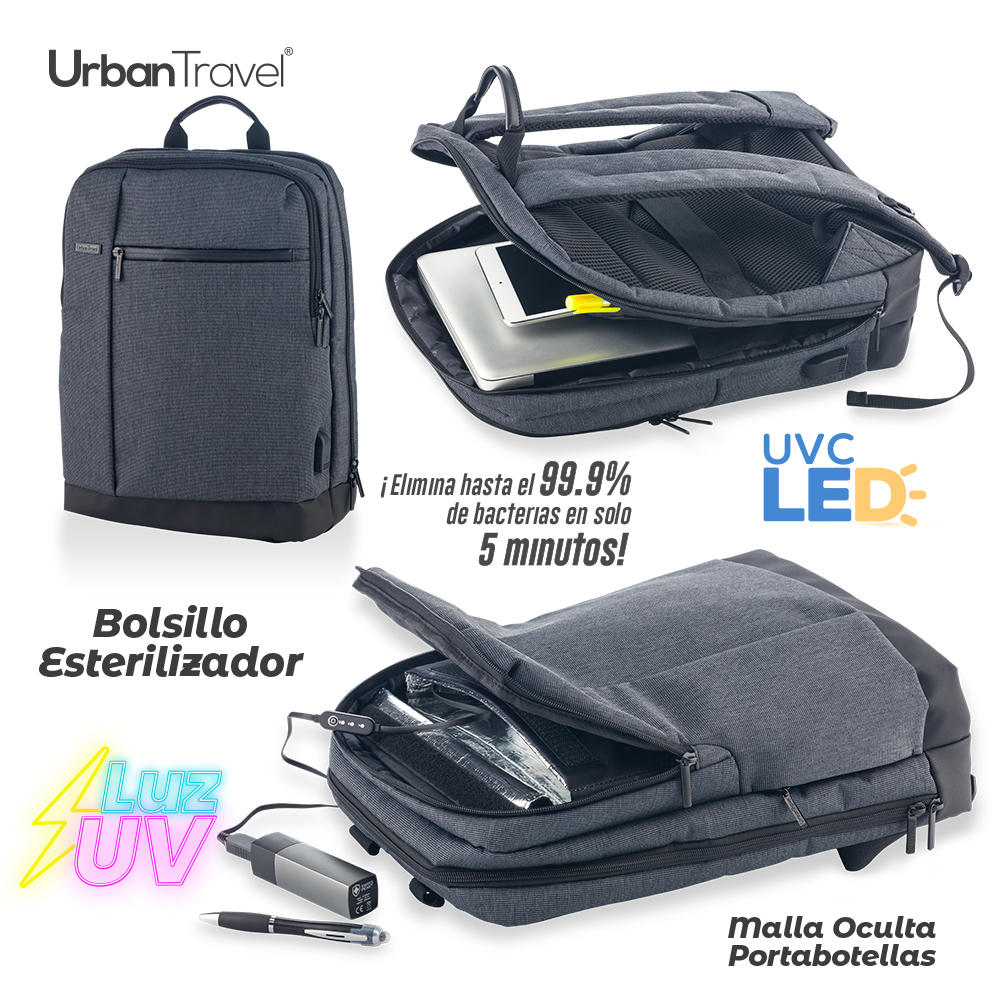 UrbanTravel®
UrbanTravel
¡Elimina hasta el 99.9%
de bacterias en solo
5 minutos!
UVC
LED
Bolsillo
Esterilizador
Luz
UV
Malla Oculta
Portabotellas